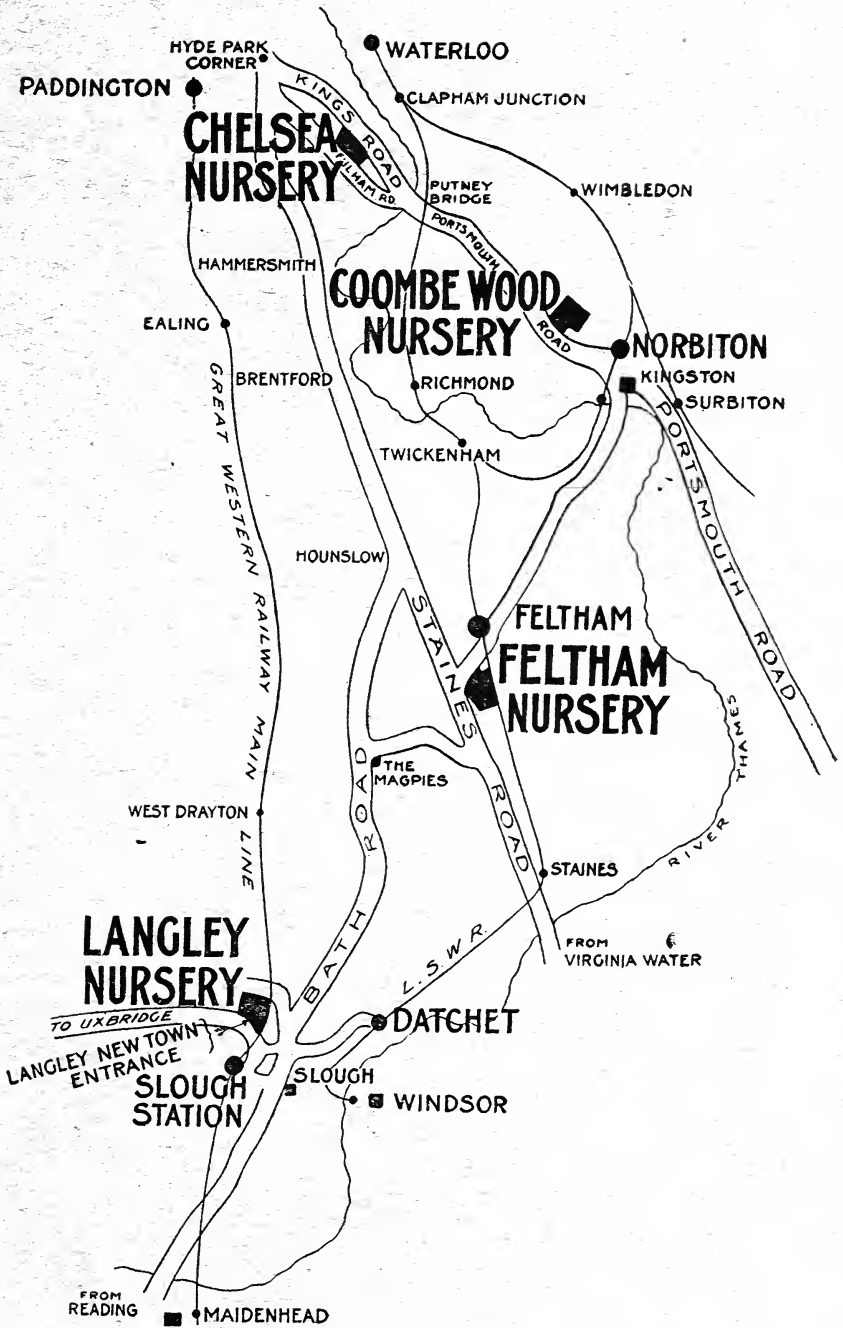 HYDE PARK
CORNER
WATERLOO
PADDINGTON
CLAPHAM JUNCTION
KINGS ROAD
CHELSEA
NURSERY
FULHAM RD.
PUTNEY
BRIDGE
WIMBLEDON
PORTSMOUTH
ROAD
HAMMERSMITH
COOMBE WOOD
NURSERY
EALING
NORBITON
KINGSTON
BRENTFORD
RICHMOND
SURBITON
TWICKENHAM
GREAT WESTERN RAILWAY MAIN LINE
PORTSMOUTH ROAD
HOUNSLOW
STAINES ROAD
FELTHAM
FELTHAM
NURSERY
THE
MAGPIES
RIVER THAMES
WEST DRAYTON
BATH ROAD
STAINES
LANGLEY
NURSERY
L.S.W.R.
FROM
VIRGINIA WATER
TO UXBRIDGE
DATCHET
LANGLEY NEW TOWN
ENTRANCE
SLOUGH
STATION
SLOUGH
WINDSOR
FROM
READING
MAIDENHEAD